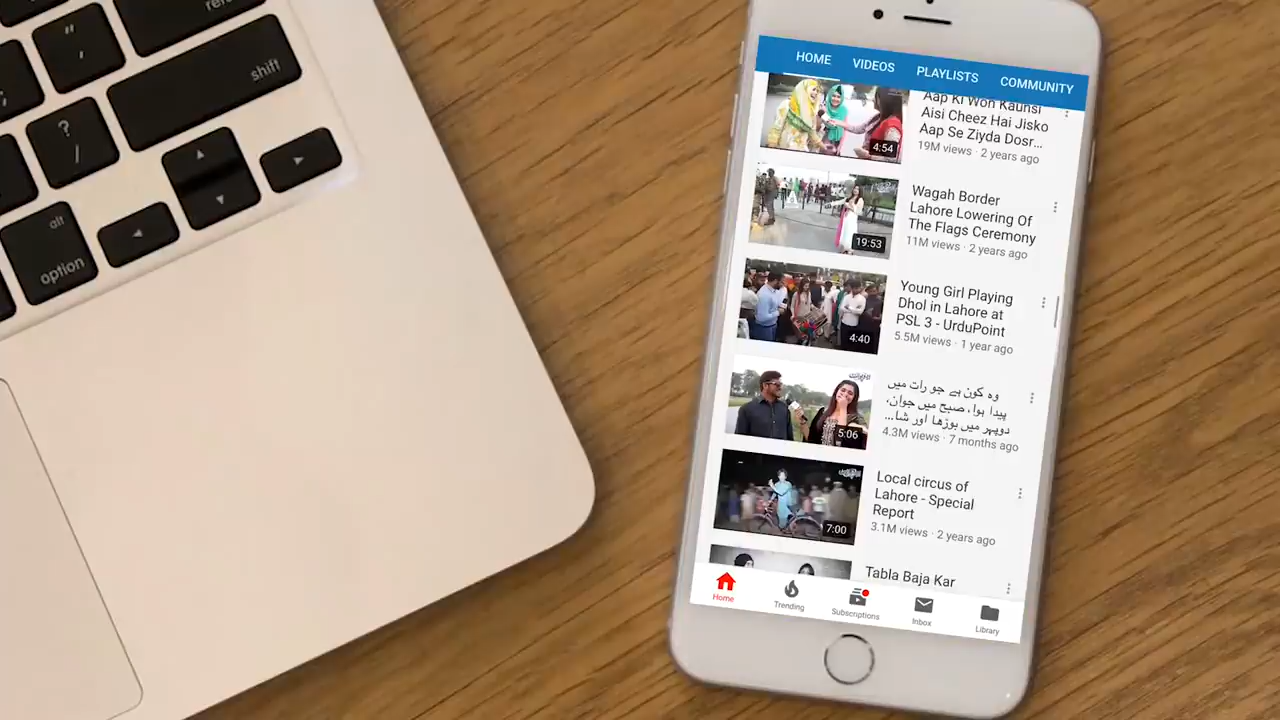 shift
alt
option
? /
HOME VIDEOS PLAYLISTS COMMUNITY
Aap Ki Woh Kaunsi
Aisi Cheez Hai Jisko
Aap Se Ziyda Dosr...
19M views · 2 years ago
4:54
Wagah Border
Lahore Lowering Of
The Flags Ceremony
11M views · 2 years ago
19:53
Young Girl Playing
Dhol in Lahore at
PSL 3 - UrduPoint
5.5M views · 1 year ago
4:40
وہ کون ہے جو رات میں
پیدا ہوا، صبح میں جوان،
دوپہر میں بوڑھا اور شا...
4.3M views · 7 months ago
5:06
Local circus of
Lahore - Special
Report
3.1M views · 2 years ago
7:00
Tabla Baja Kar
Home Trending Subscriptions Inbox Library